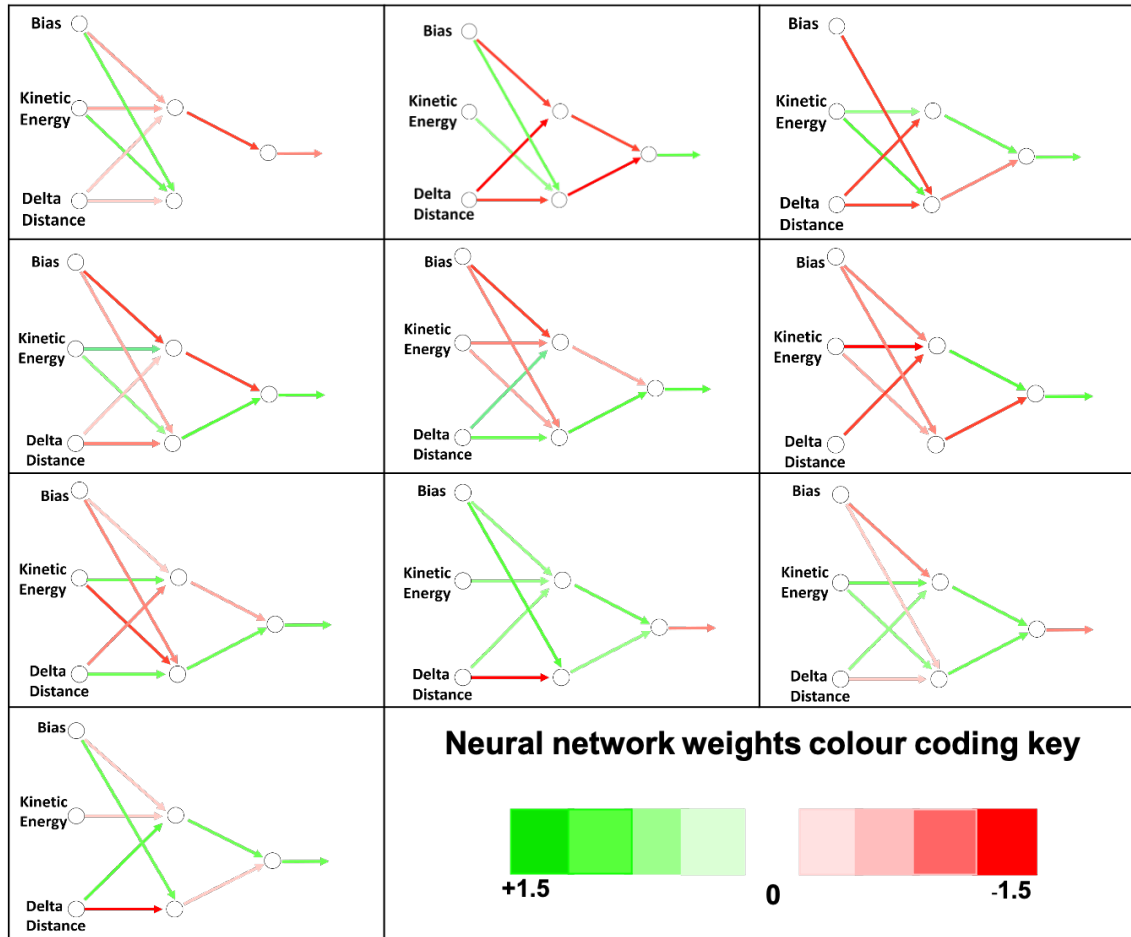 Bias
Kinetic
Energy
Delta
Distance
Bias
Kinetic
Energy
Delta
Distance
Bias
Kinetic
Energy
Delta
Distance
Bias
Kinetic
Energy
Delta
Distance
Bias
Kinetic
Energy
Delta
Distance
Bias
Kinetic
Energy
Delta
Distance
Bias
Kinetic
Energy
Delta
Distance
Bias
Kinetic
Energy
Delta
Distance
Bias
Kinetic
Energy
Delta
Distance
Bias
Kinetic
Energy
Delta
Distance
Neural network weights colour coding key
+1.5 0 -1.5